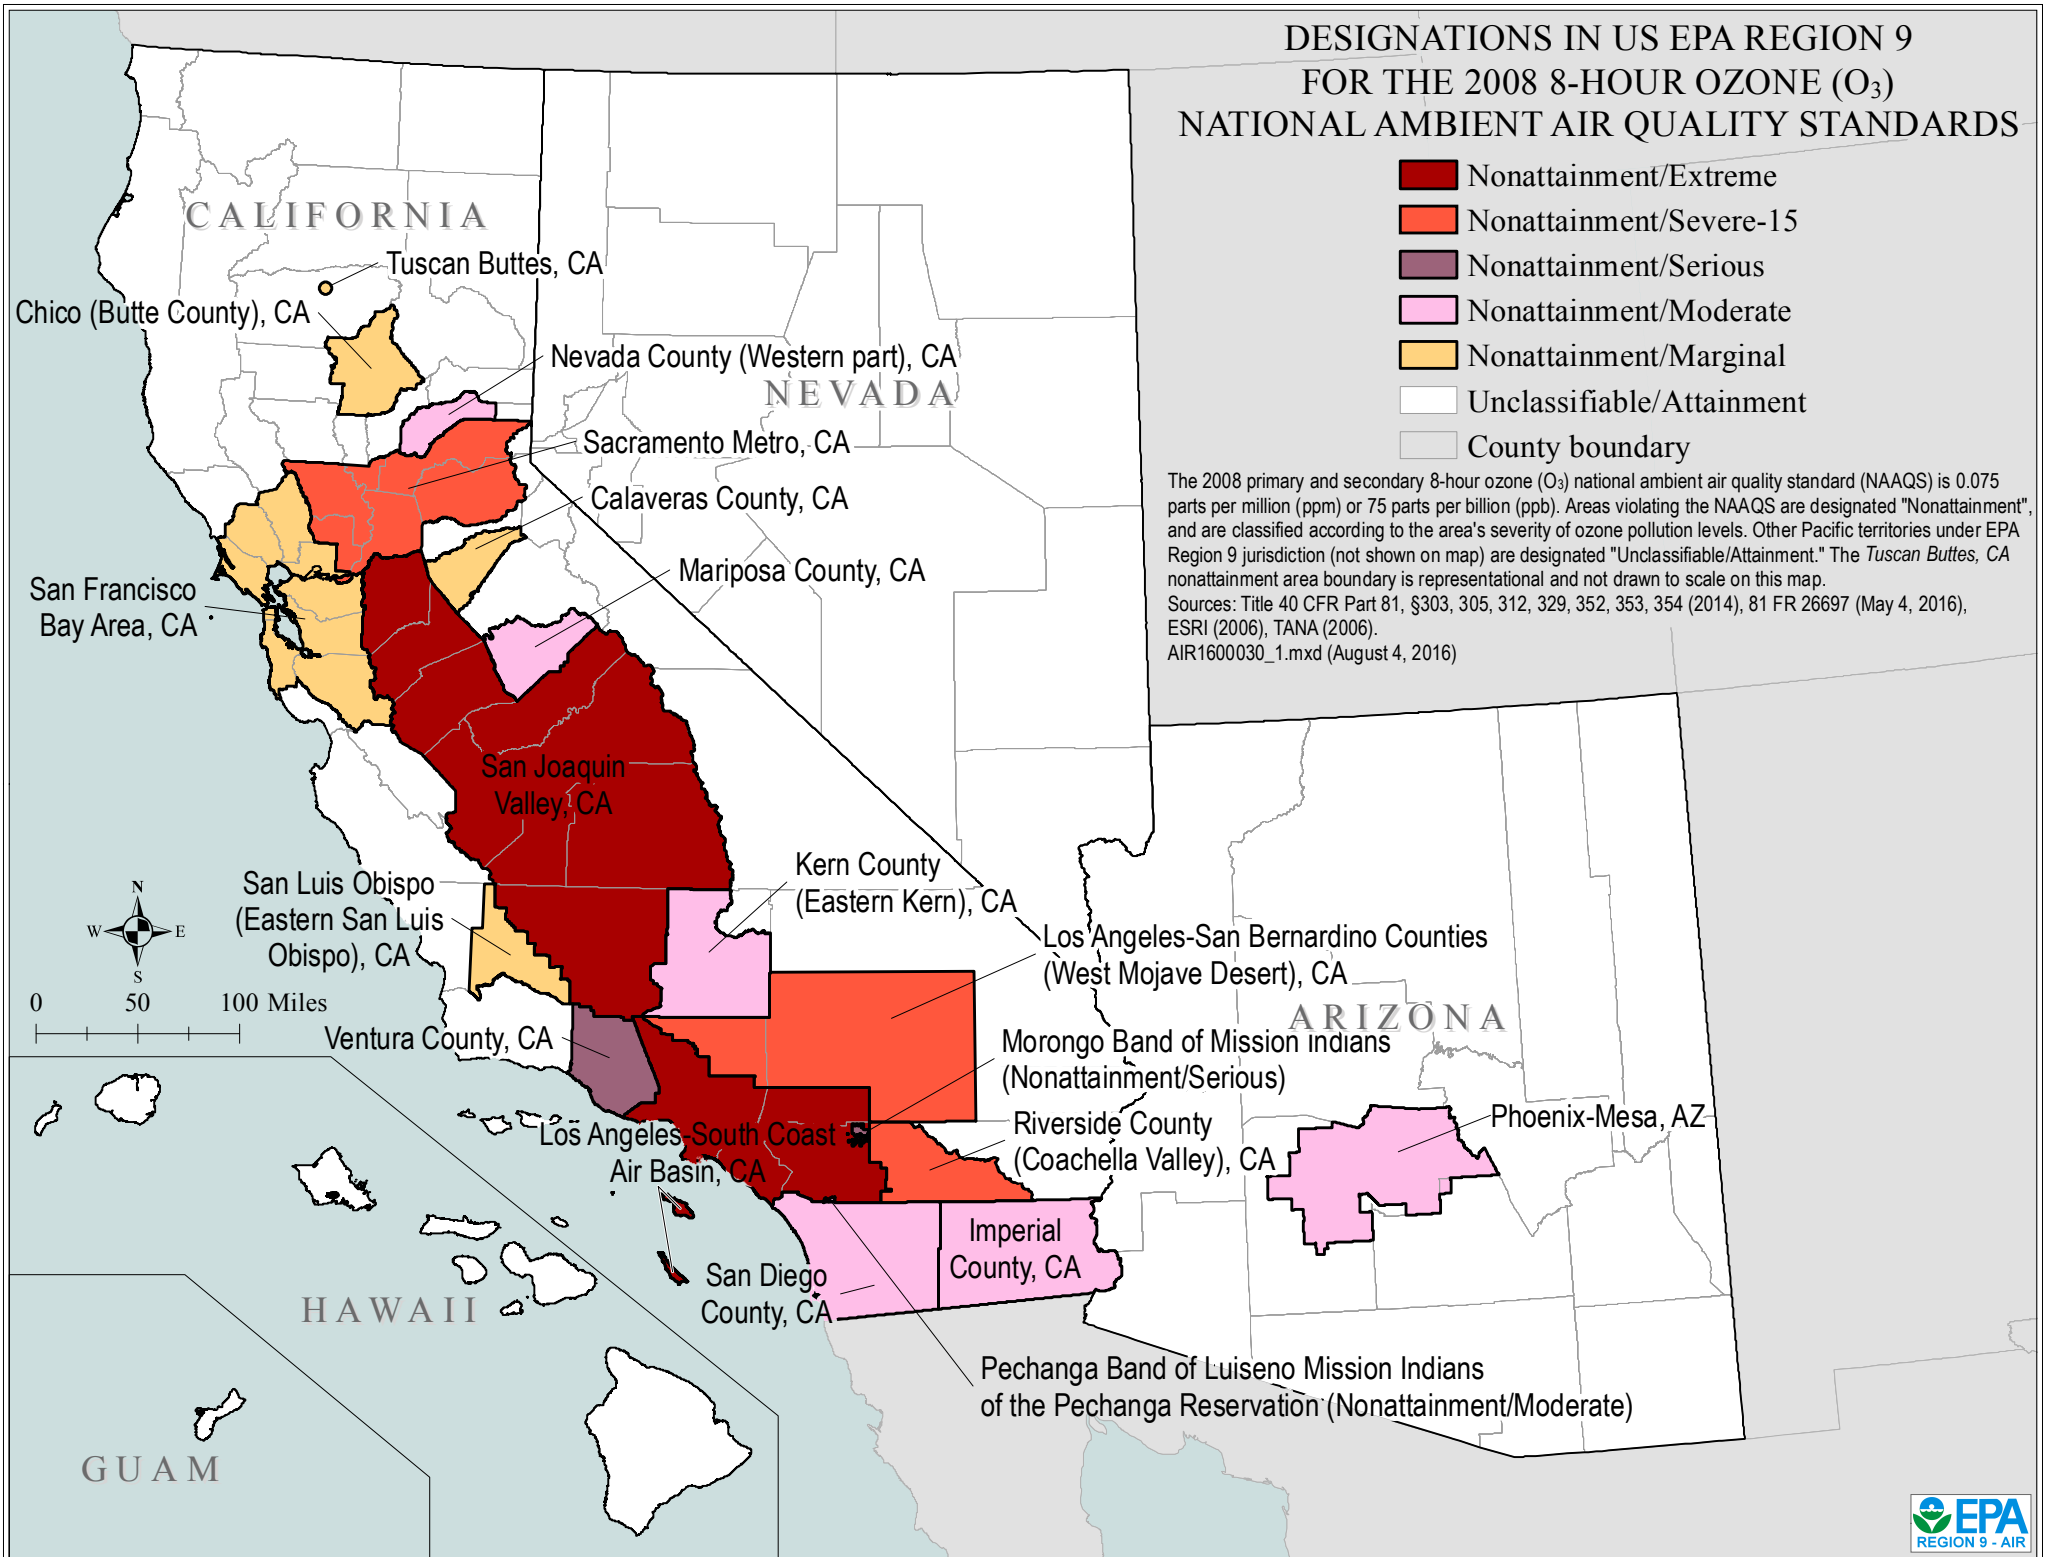 DESIGNATIONS IN US EPA REGION 9
FOR THE 2008 8-HOUR OZONE (O₃)
NATIONAL AMBIENT AIR QUALITY STANDARDS
Nonattainment/Extreme
Nonattainment/Severe-15
Nonattainment/Serious
Nonattainment/Moderate
Nonattainment/Marginal
Unclassifiable/Attainment
County boundary
The 2008 primary and secondary 8-hour ozone (O₃) national ambient air quality standard (NAAQS) is 0.075
parts per million (ppm) or 75 parts per billion (ppb). Areas violating the NAAQS are designated "Nonattainment",
and are classified according to the area's severity of ozone pollution levels. Other Pacific territories under EPA
Region 9 jurisdiction (not shown on map) are designated "Unclassifiable/Attainment." The Tuscan Buttes, CA
nonattainment area boundary is representational and not drawn to scale on this map.
Sources: Title 40 CFR Part 81, §303, 305, 312, 329, 352, 353, 354 (2014), 81 FR 26697 (May 4, 2016),
ESRI (2006), TANA (2006).
AIR1600030_1.mxd (August 4, 2016)
CALIFORNIA
Tuscan Buttes, CA
Chico (Butte County), CA
Nevada County (Western part), CA
NEVADA
Sacramento Metro, CA
Calaveras County, CA
Mariposa County, CA
San Francisco
Bay Area, CA
San Joaquin
Valley, CA
Kern County
(Eastern Kern), CA
San Luis Obispo
(Eastern San Luis
Obispo), CA
N
W
E
S
0 50 100 Miles
Los Angeles-San Bernardino Counties
(West Mojave Desert), CA
ARIZONA
Ventura County, CA
Morongo Band of Mission Indians
(Nonattainment/Serious)
Riverside County
(Coachella Valley), CA
Phoenix-Mesa, AZ
Los Angeles-South Coast
Air Basin, CA
Imperial
County, CA
San Diego
County, CA
HAWAII
Pechanga Band of Luiseno Mission Indians
of the Pechanga Reservation (Nonattainment/Moderate)
GUAM
EPA
REGION 9 - AIR